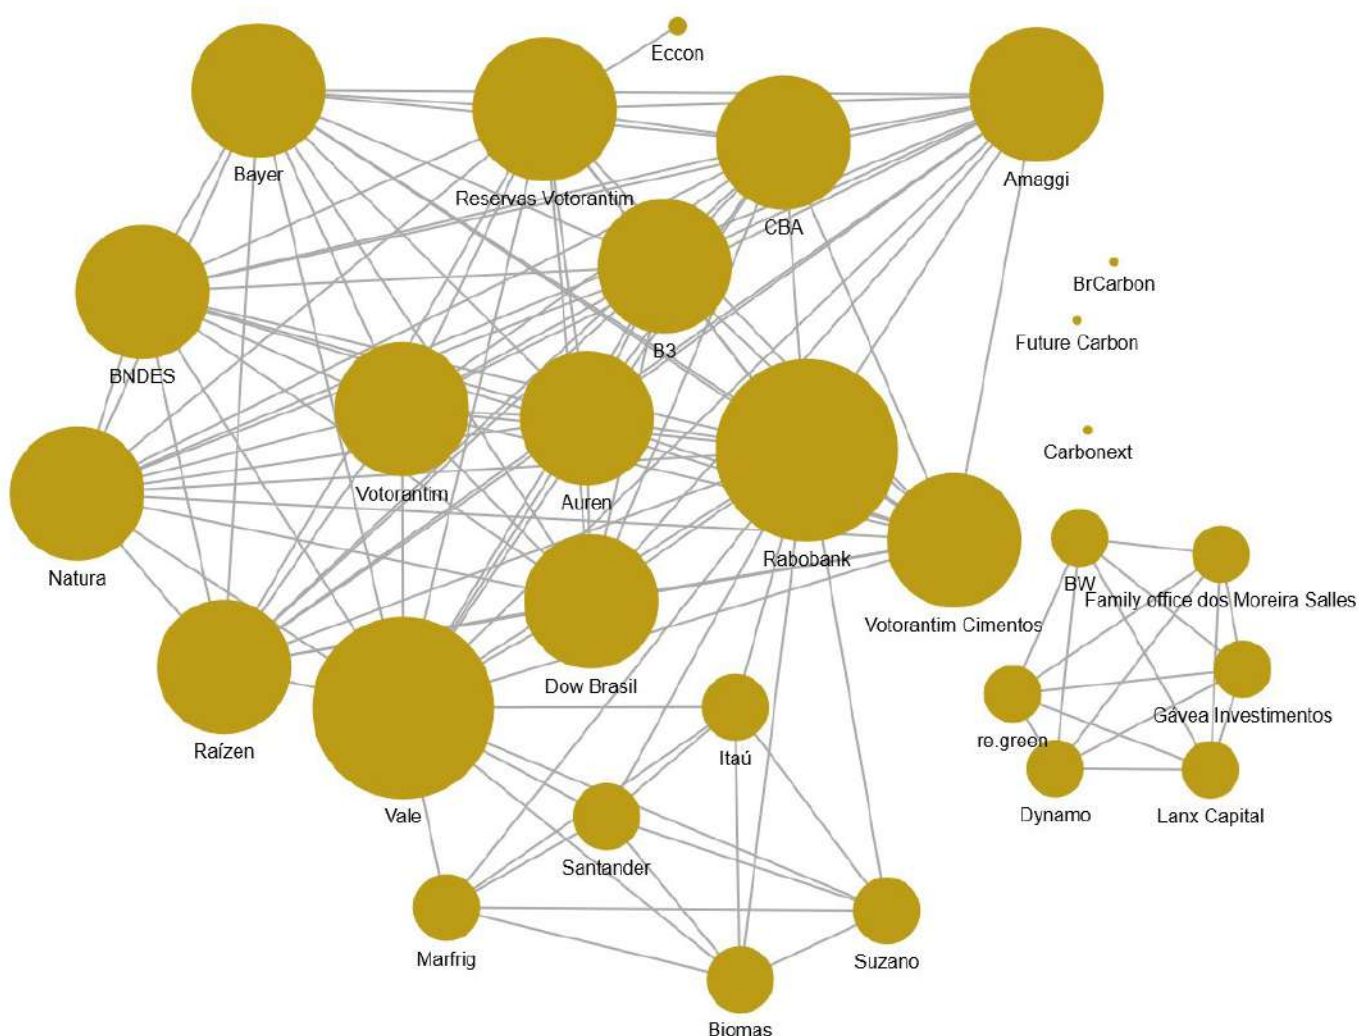 Eccon
Bayer
Reservas Votorantim
CBA
Amaggi
BrCarbon
Future Carbon
B3
BNDES
Carbonext
Votorantim
Auren
Rabobank
Natura
BW
Family office dos Moreira Salles
Votorantim Cimentos
Dow Brasil
Gávea Investimentos
re.green
Raízen
Itaú
Vale
Dynamo
Lanx Capital
Santander
Marfrig
Suzano
Biomas